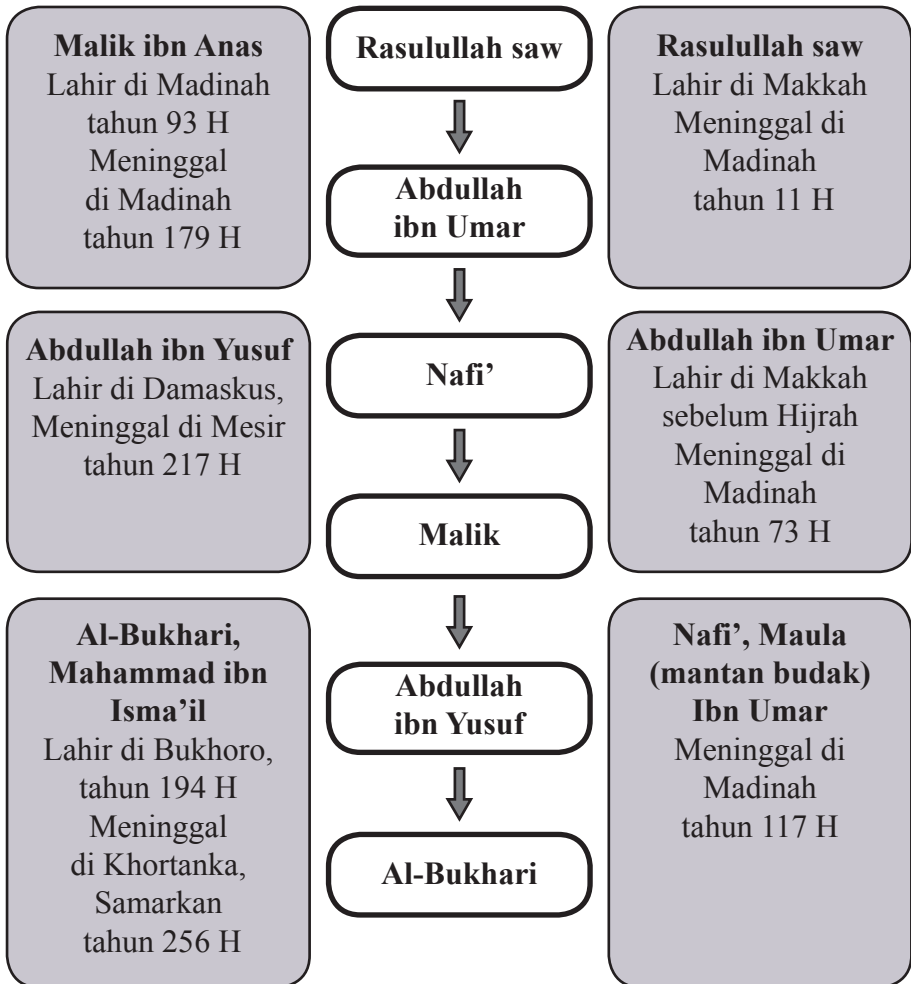 Malik ibn Anas
Lahir di Madinah
tahun 93 H
Meninggal
di Madinah
tahun 179 H
Abdullah ibn Yusuf
Lahir di Damaskus,
Meninggal di Mesir
tahun 217 H
Al-Bukhari,
Mahammad ibn
Isma’il
Lahir di Bukhoro,
tahun 194 H
Meninggal
di Khortanka,
Samarkan
tahun 256 H
Rasulullah saw
Abdullah
ibn Umar
Nafi’
Malik
Abdullah
ibn Yusuf
Al-Bukhari
Rasulullah saw
Lahir di Makkah
Meninggal di
Madinah
tahun 11 H
Abdullah ibn Umar
Lahir di Makkah
sebelum Hijrah
Meninggal di
Madinah
tahun 73 H
Nafi’, Maula
(mantan budak)
Ibn Umar
Meninggal di
Madinah
tahun 117 H